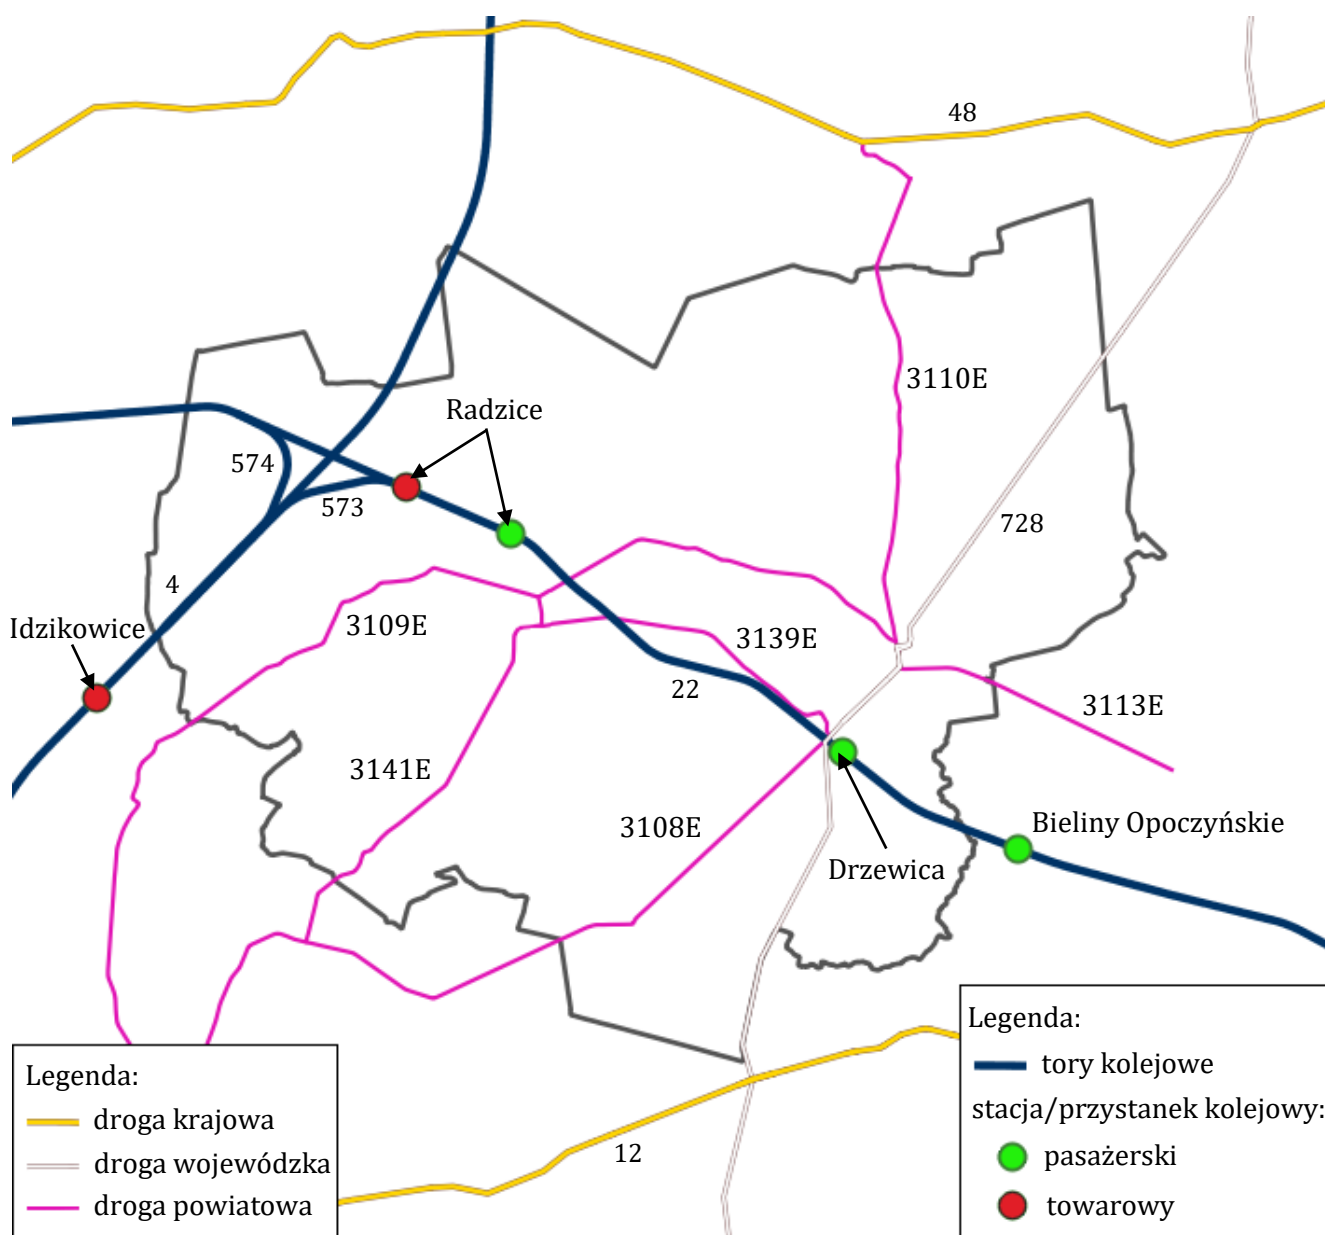 48
3110E
Radzice
574
573
728
4
Idzikowice
3109E
3139E
22
3113E
3141E
3108E
Bieliny Opoczyńskie
Drzewica
12
Legenda:
droga krajowa
droga wojewódzka
droga powiatowa
Legenda:
tory kolejowe
stacja/przystanek kolejowy:
pasażerski
towarowy